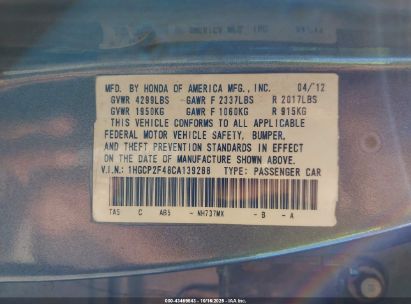 MFD. BY HONDA OF AMERICA MFG., INC. 04/12
GVWR 4299LBS GAWR F 2337LBS R 2017LBS
GVWR 1950KG GAWR F 1060KG R 915KG
THIS VEHICLE CONFORMS TO ALL APPLICABLE
FEDERAL MOTOR VEHICLE SAFETY, BUMPER,
AND THEFT PREVENTION STANDARDS IN EFFECT
ON THE DATE OF MANUFACTURE SHOWN ABOVE.
V.I.N.: 1HGCP2F46CA139286 TYPE: PASSENGER CAR
TA5 C AB5 - NH737MX - B - A